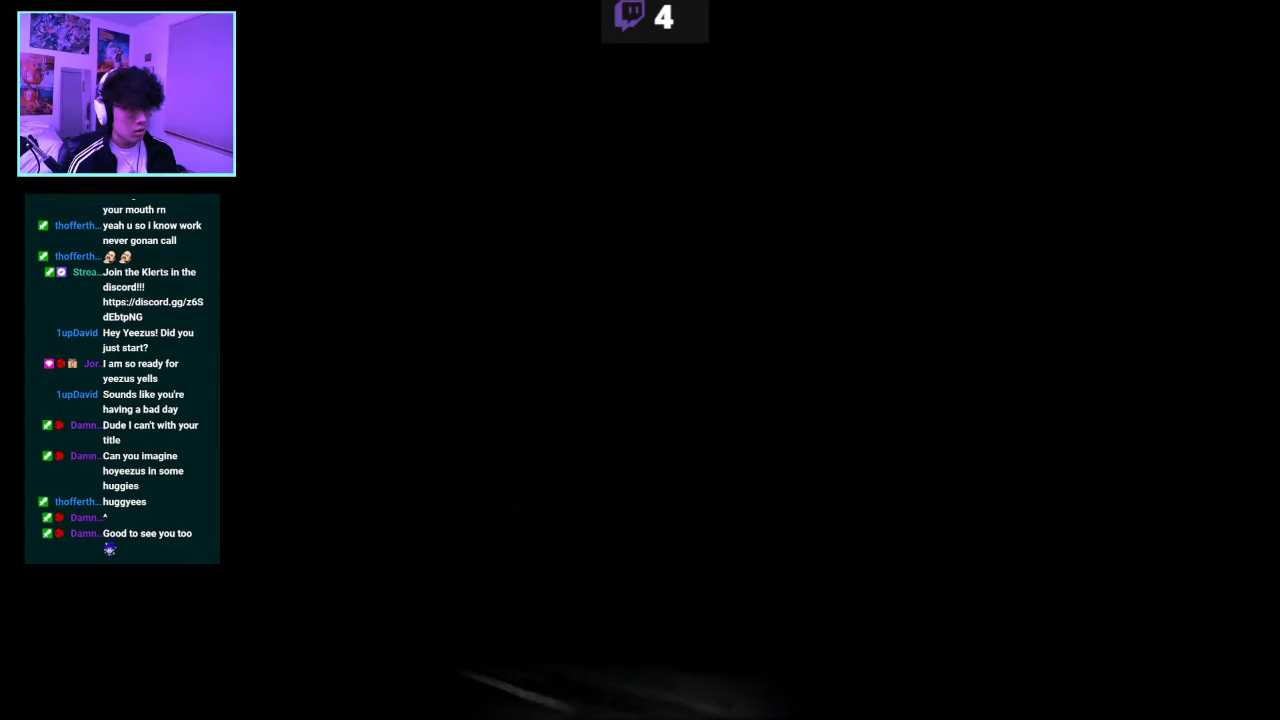 4
your mouth rn
thofferth... yeah u so i know work
never gonan call
thofferth...
Strea... Join the Klerts in the
discord!!!
https://discord.gg/z6S
dEbtpNG
1upDavid Hey Yeezus! Did you
just start?
Jor... I am so ready for
yeezus yells
1upDavid Sounds like you're
having a bad day
Damn... Dude I can't with your
title
Damn... Can you imagine
hoyeezus in some
huggies
thofferth... huggyees
Damn... ^
Damn... Good to see you too